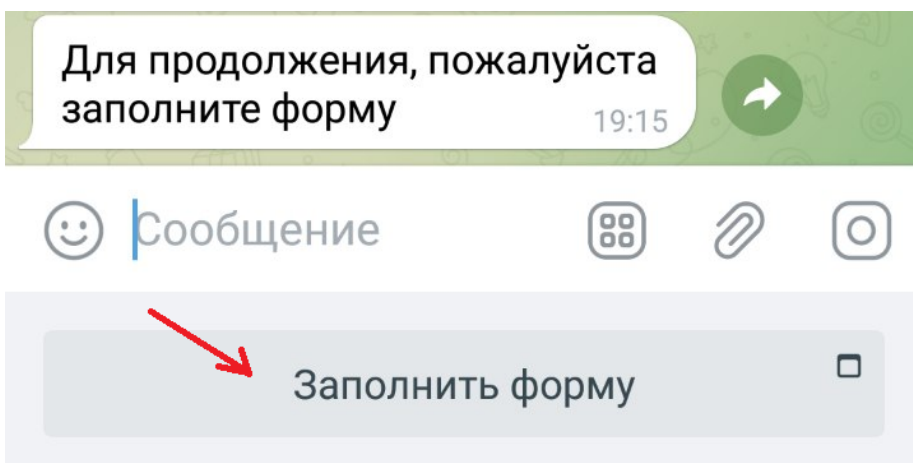 Для продолжения, пожалуйста
заполните форму
19:15
Сообщение
Заполнить форму